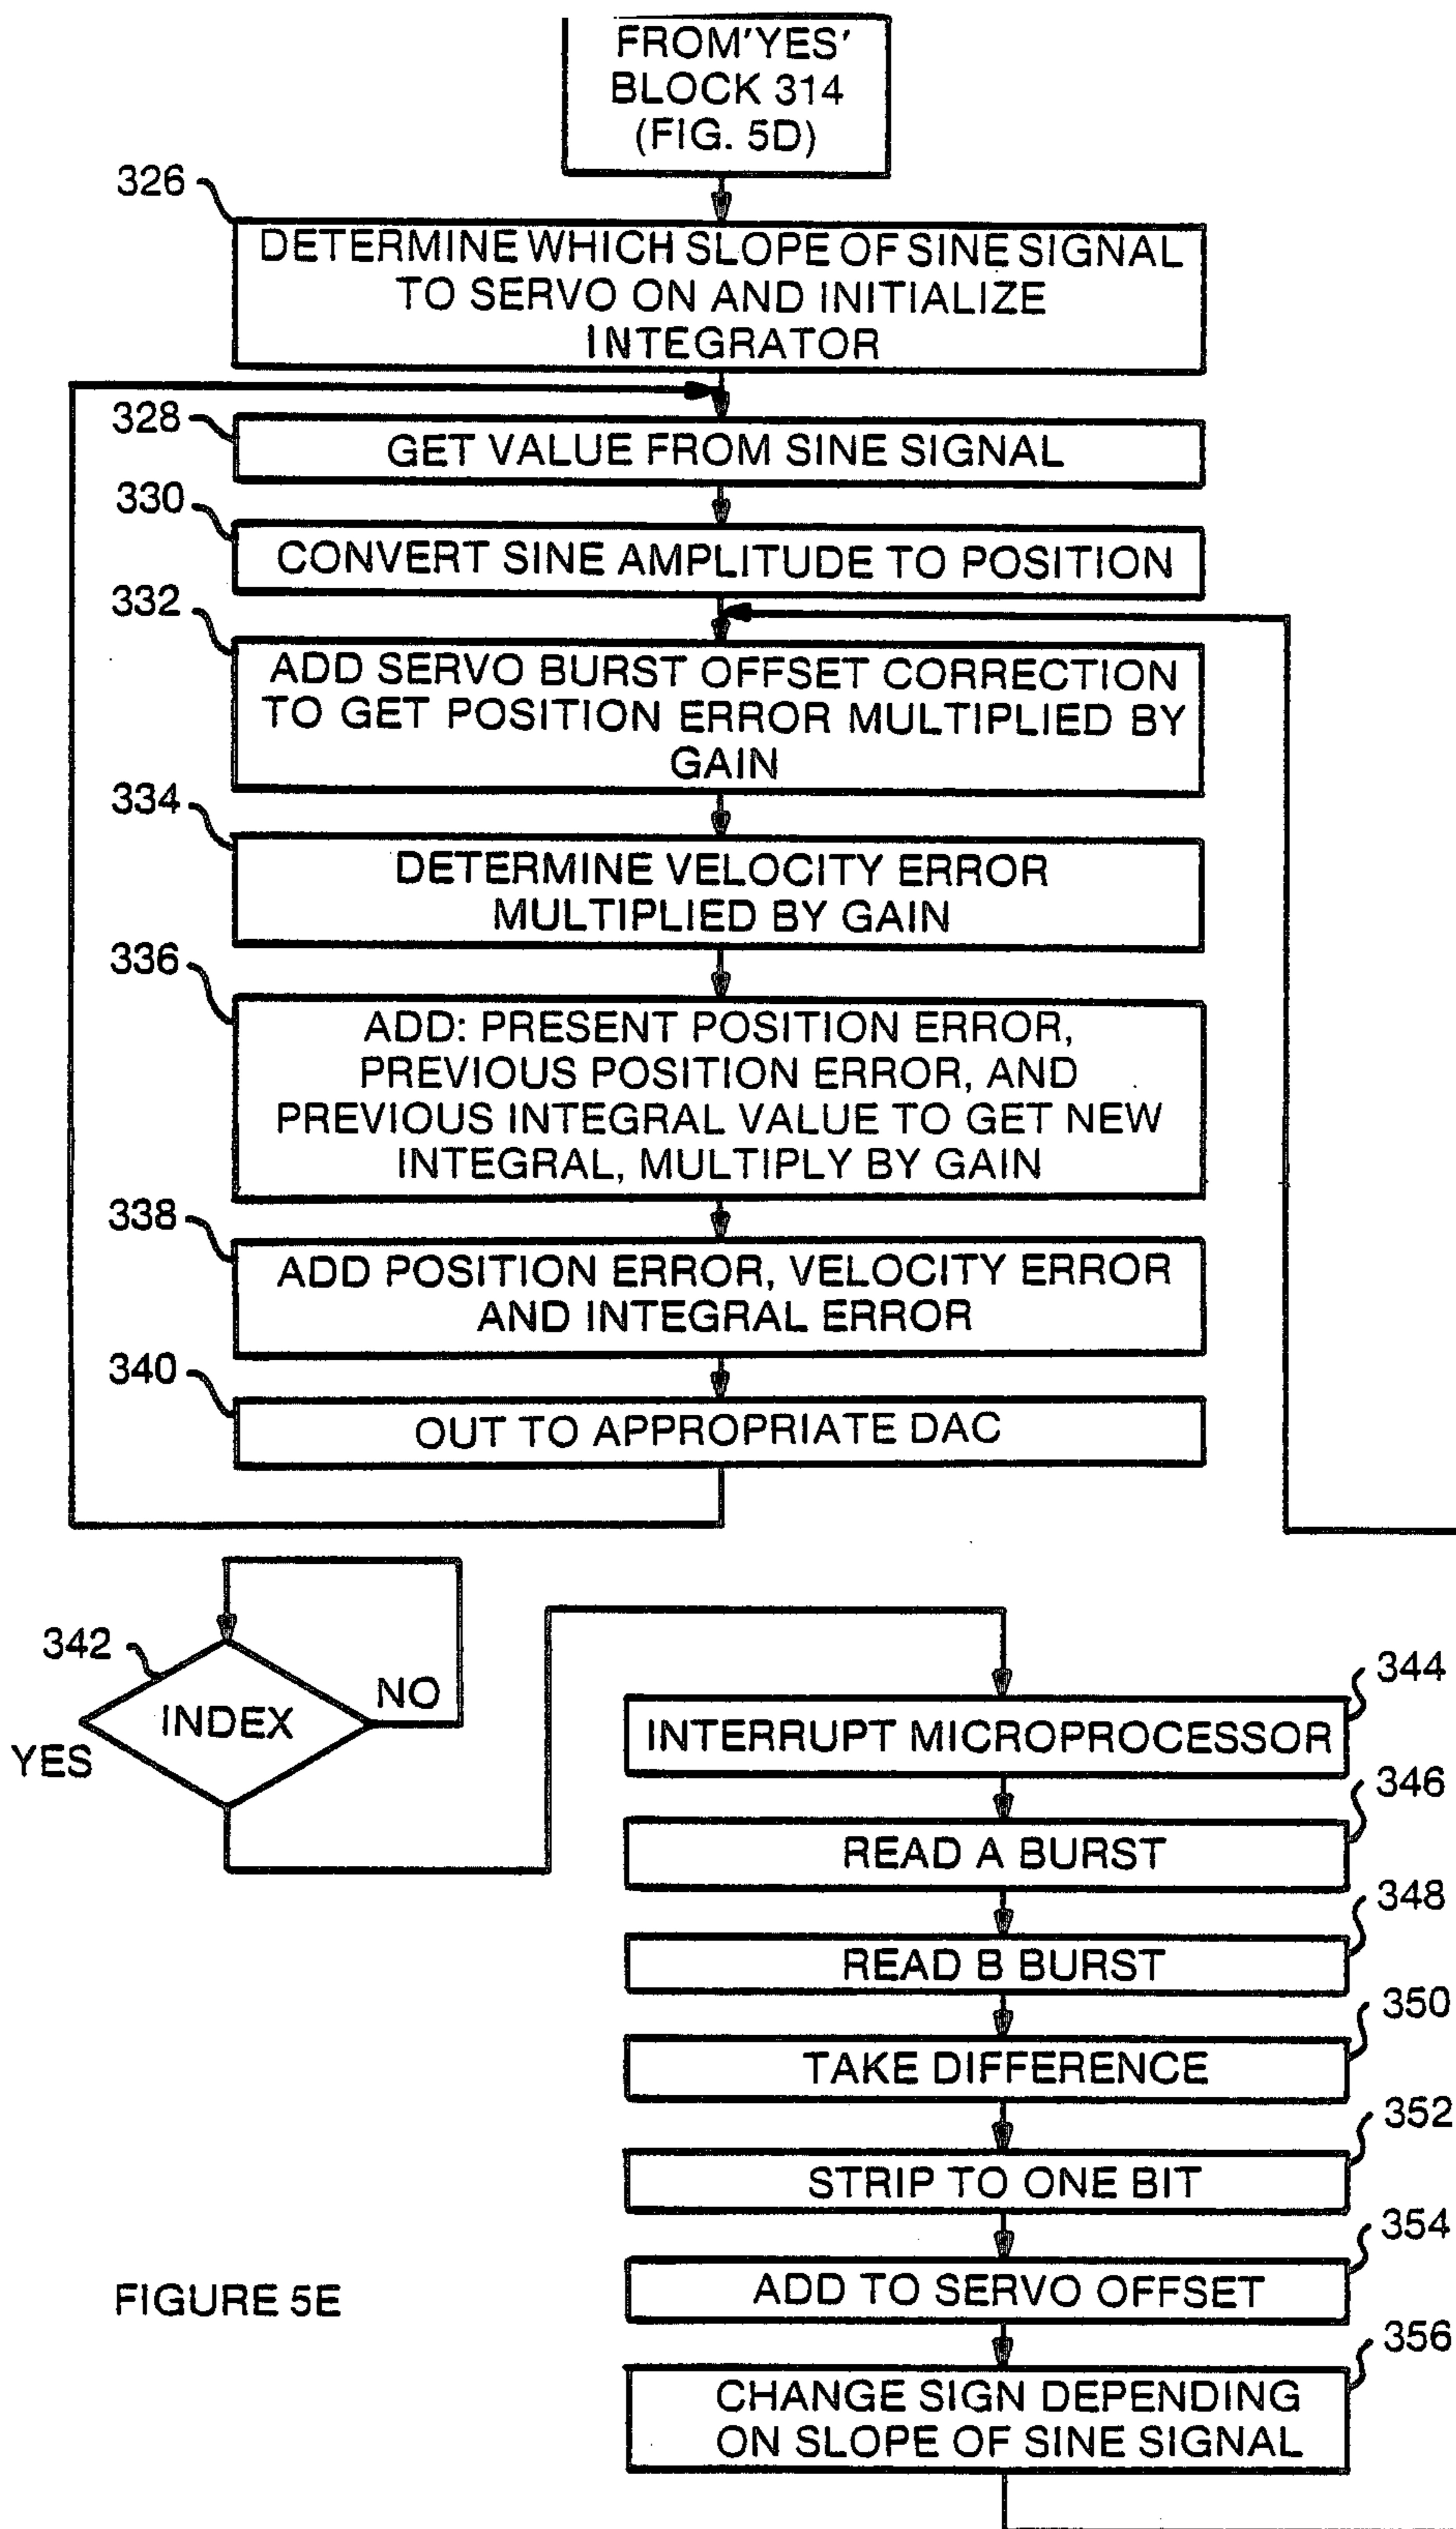 FROM'YES'
BLOCK 314
(FIG. 5D)
326
DETERMINE WHICH SLOPE OF SINE SIGNAL
TO SERVO ON AND INITIALIZE
INTEGRATOR
328
GET VALUE FROM SINE SIGNAL
330
CONVERT SINE AMPLITUDE TO POSITION
332
ADD SERVO BURST OFFSET CORRECTION
TO GET POSITION ERROR MULTIPLIED BY
GAIN
334
DETERMINE VELOCITY ERROR
MULTIPLIED BY GAIN
336
ADD: PRESENT POSITION ERROR,
PREVIOUS POSITION ERROR, AND
PREVIOUS INTEGRAL VALUE TO GET NEW
INTEGRAL, MULTIPLY BY GAIN
338
ADD POSITION ERROR, VELOCITY ERROR
AND INTEGRAL ERROR
340
OUT TO APPROPRIATE DAC
342
INDEX
NO
YES
344
INTERRUPT MICROPROCESSOR
346
READ A BURST
348
READ B BURST
350
TAKE DIFFERENCE
352
STRIP TO ONE BIT
354
ADD TO SERVO OFFSET
356
CHANGE SIGN DEPENDING
ON SLOPE OF SINE SIGNAL
FIGURE 5E